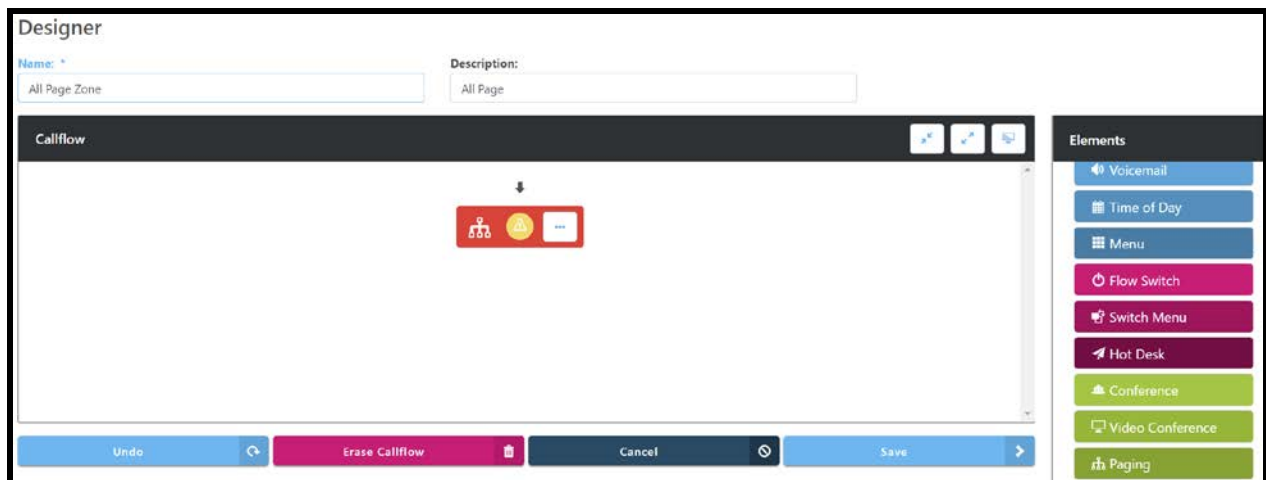 Designer
Name: *
Description:
All Page Zone
All Page
Callflow
Elements
Voicemail
Time of Day
Menu
Flow Switch
Switch Menu
Hot Desk
Conference
Video Conference
Paging
Undo
Erase Callflow
Cancel
Save